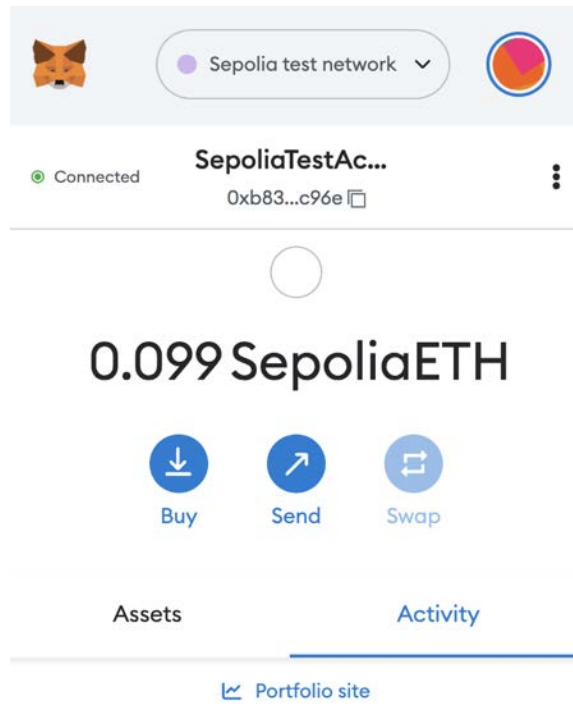 Sepolia test network
Connected
SepoliaTestAc...
0xb83...c96e
0.099 SepoliaETH
Buy
Send
Swap
Assets
Activity
Portfolio site